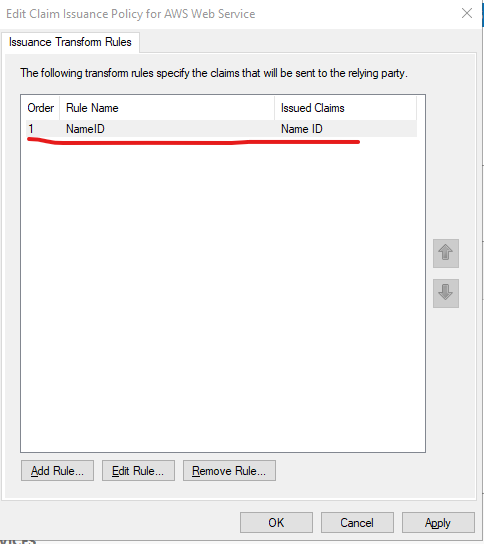 Edit Claim Issuance Policy for AWS Web Service
Issuance Transform Rules
The following transform rules specify the claims that will be sent to the relying party.
Order Rule Name Issued Claims
1 NameID Name ID
Add Rule... Edit Rule... Remove Rule...
OK Cancel Apply